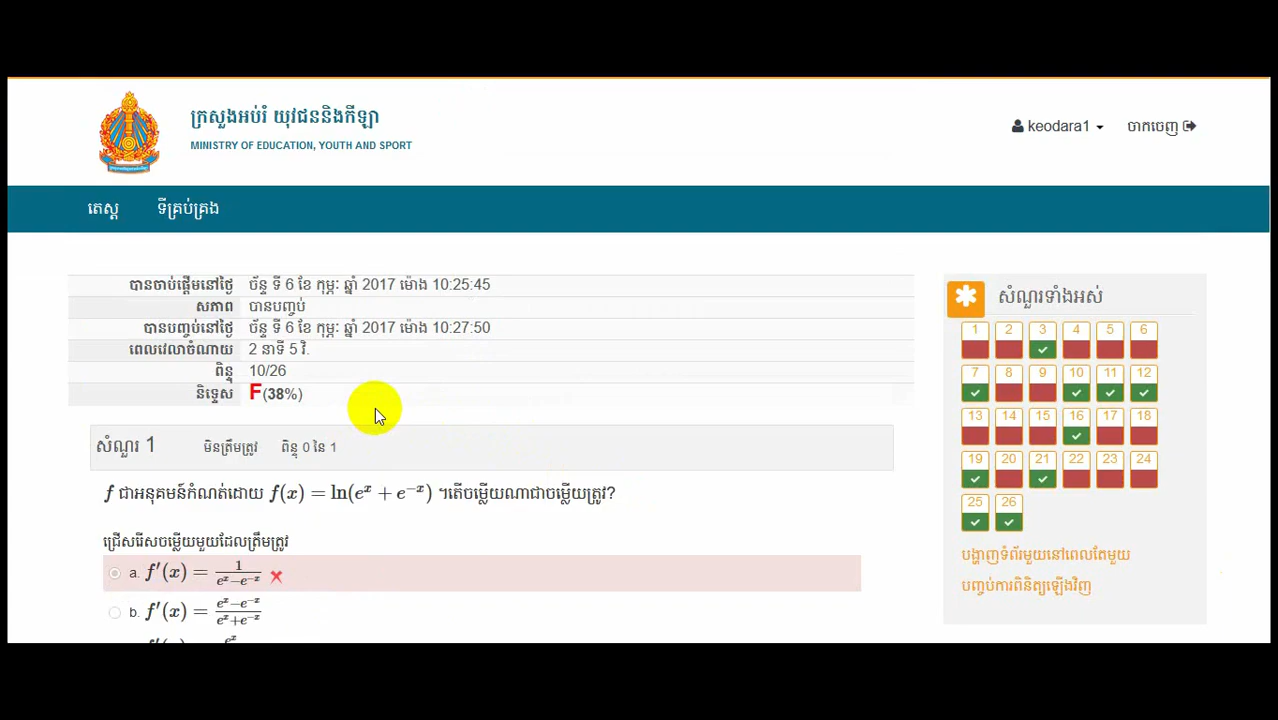 ក្រសួងអប់រំ យុវជននិងកីឡា
MINISTRY OF EDUCATION, YOUTH AND SPORT
keodara1
ចាកចេញ
តេស្ត ទីគ្រប់គ្រង
បានចាប់ផ្ដើមនៅថ្ងៃ ច័ន្ទ ទី 6 ខែ កុម្ភៈ ឆ្នាំ 2017 ម៉ោង 10:25:45
សភាព បានបញ្ចប់
បានបញ្ចប់នៅថ្ងៃ ច័ន្ទ ទី 6 ខែ កុម្ភៈ ឆ្នាំ 2017 ម៉ោង 10:27:50
ពេលវេលាចំណាយ 2 នាទី 5 វិ.
ពិន្ទុ 10/26
និទ្ទេស F(38%)
សំណួរ 1 មិនត្រឹមត្រូវ ពិន្ទុ 0 នៃ 1
f ជាអនុគមន៍កំណត់ដោយ f(x) = ln(e^x + e^−x) ។តើចម្លើយណាជាចម្លើយត្រូវ?
ជ្រើសរើសចម្លើយមួយដែលត្រឹមត្រូវ
a. f′(x) = 1/(e^x−e^−x)
b. f′(x) = (e^x−e^−x)/(e^x+e^−x)
សំណួរទាំងអស់
1 2 3 4 5 6
7 8 9 10 11 12
13 14 15 16 17 18
19 20 21 22 23 24
25 26
បង្ហាញទំព័រមួយនៅពេលតែមួយ
បញ្ចប់ការពិនិត្យឡើងវិញ